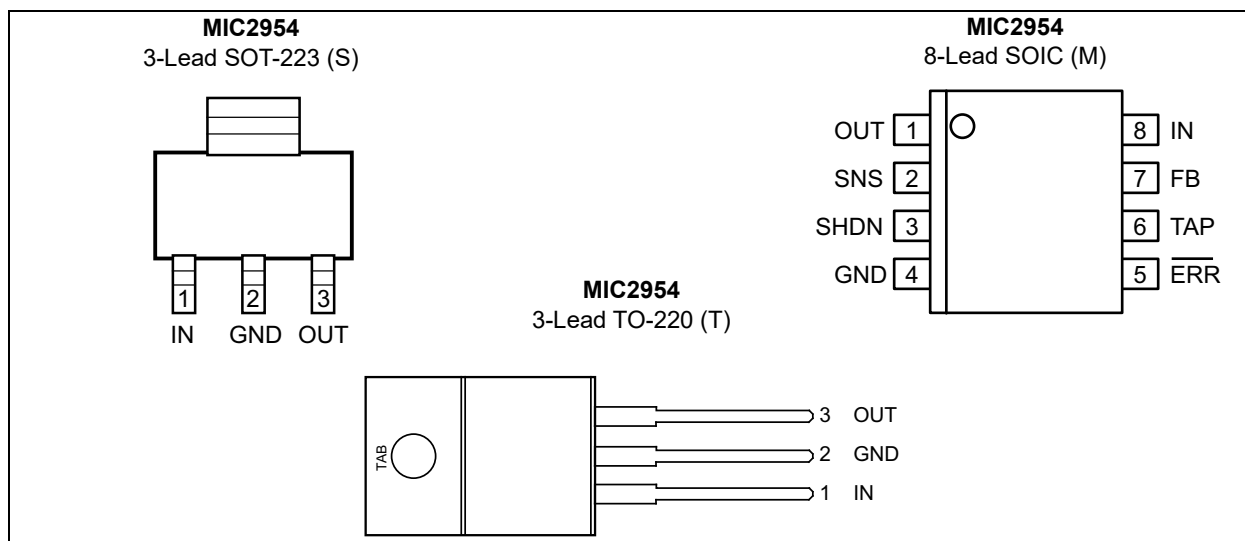 MIC2954
3-Lead SOT-223 (S)
1 2 3
IN GND OUT
MIC2954
8-Lead SOIC (M)
OUT 1 8 IN
SNS 2 7 FB
SHDN 3 6 TAP
GND 4 5 E̅R̅R̅
MIC2954
3-Lead TO-220 (T)
TAB
3 OUT
2 GND
1 IN